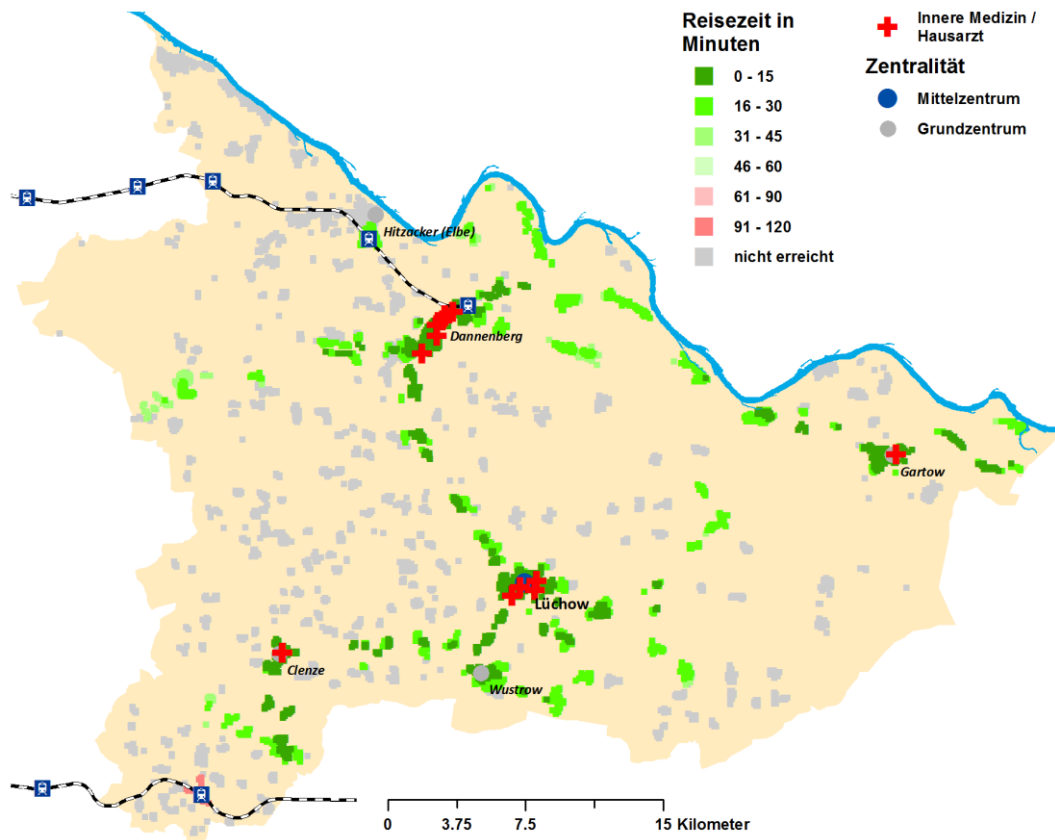 Reisezeit in
Minuten
0 - 15
16 - 30
31 - 45
46 - 60
61 - 90
91 - 120
nicht erreicht
Innere Medizin /
Hausarzt
Zentralität
Mittelzentrum
Grundzentrum
Hitzacker (Elbe)
Dannenberg
Gartow
Lüchow
Clenze
Wustrow
0 3.75 7.5 15 Kilometer